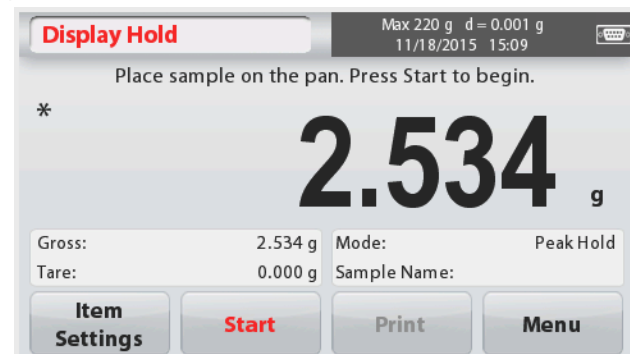 Display Hold
Max 220 g d = 0.001 g
11/18/2015 15:09
Place sample on the pan. Press Start to begin.
*
2.534 g
Gross: 2.534 g Mode: Peak Hold
Tare: 0.000 g Sample Name:
Item
Settings
Start
Print
Menu